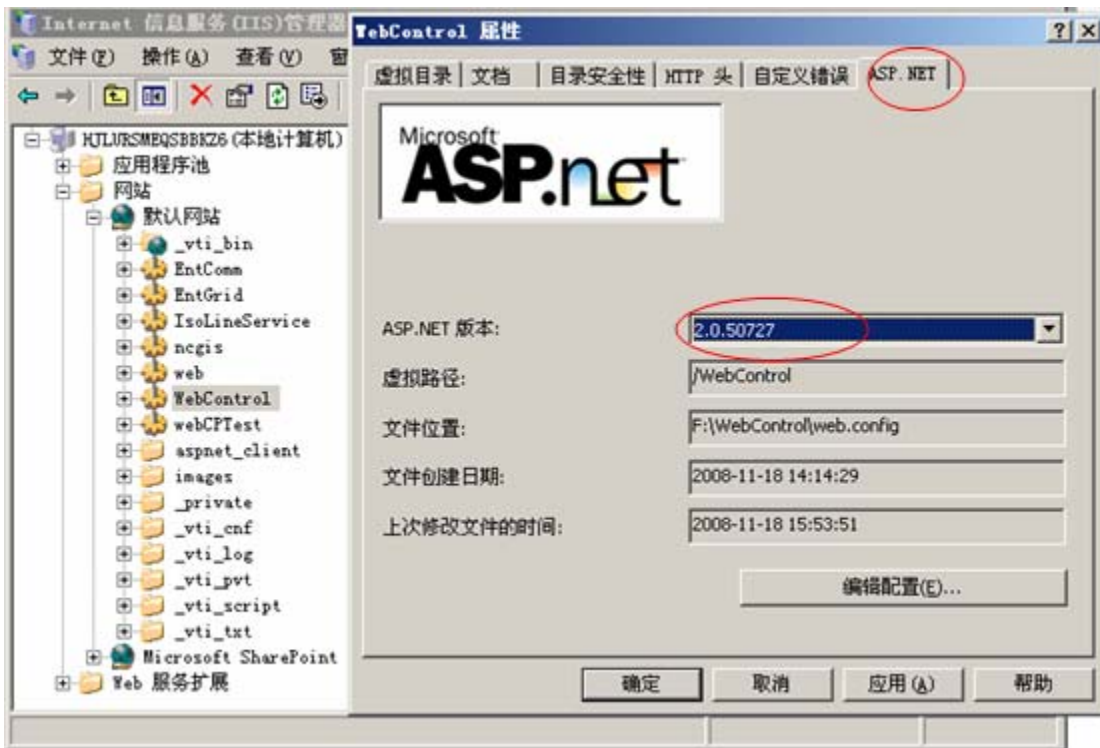 Internet 信息服务(IIS)管理器
文件(F) 操作(A) 查看(V) 窗
HJLURSMEQSBBKZ6(本地计算机)
应用程序池
网站
默认网站
_vti_bin
EntComm
EntGrid
IsoLineService
ncgis
web
WebControl
webCPTest
aspnet_client
images
_private
_vti_cnf
_vti_log
_vti_pvt
_vti_script
_vti_txt
Microsoft SharePoint
Web 服务扩展
WebControl 属性
虚拟目录 文档 目录安全性 HTTP 头 自定义错误 ASP.NET
Microsoft
ASP.net
ASP.NET 版本: 2.0.50727
虚拟路径: /WebControl
文件位置: F:\WebControl\web.config
文件创建日期: 2008-11-18 14:14:29
上次修改文件的时间: 2008-11-18 15:53:51
编辑配置(E)...
确定 取消 应用(A) 帮助